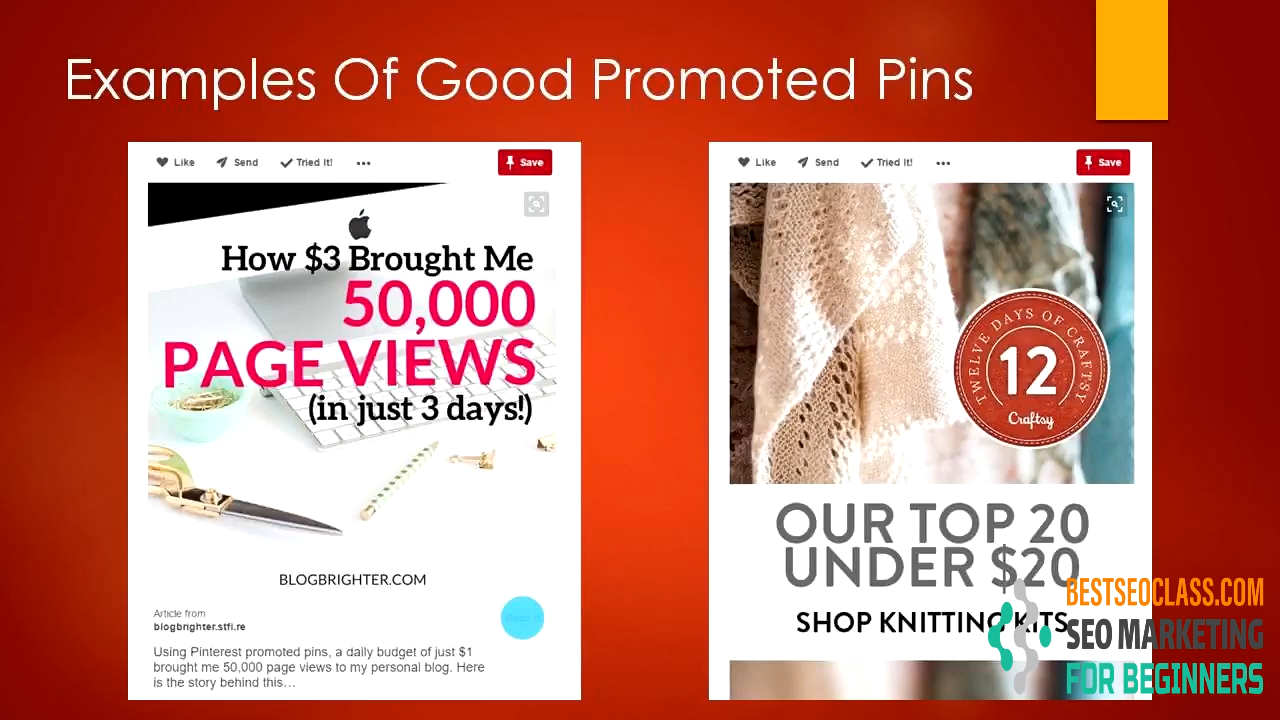 Examples Of Good Promoted Pins
Like Send Tried It! ••• Save
How $3 Brought Me
50,000
PAGE VIEWS
(in just 3 days!)
BLOGBRIGHTER.COM
Article from
blogbrighter.stfi.re
Read it
Using Pinterest promoted pins, a daily budget of just $1
brought me 50,000 page views to my personal blog. Here
is the story behind this…
Like Send Tried It! ••• Save
TWELVE DAYS OF CRAFTSY
12
Craftsy
OUR TOP 20
UNDER $20
SHOP KNITTING KITS
BESTSEOCLASS.COM
SEO MARKETING
FOR BEGINNERS